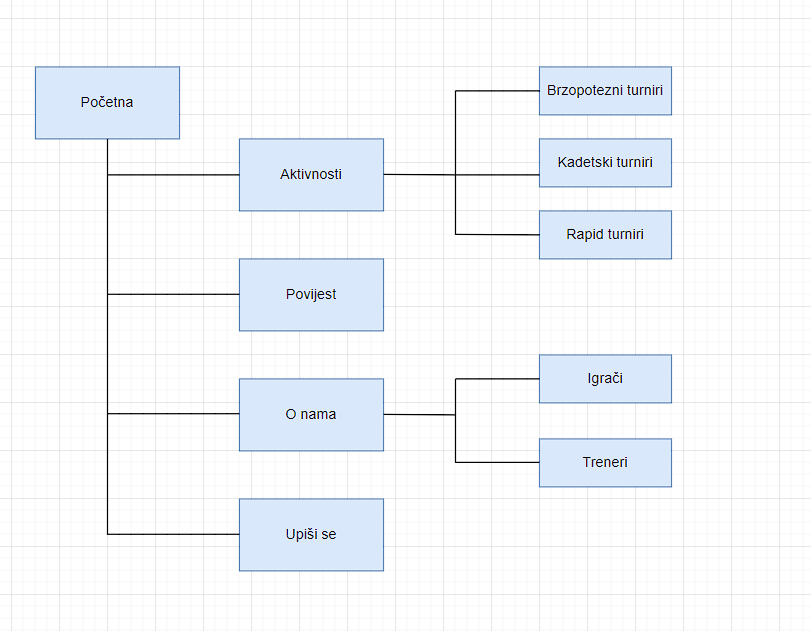 Početna
Aktivnosti
Brzopotezni turniri
Kadetski turniri
Rapid turniri
Povijest
O nama
Igrači
Treneri
Upiši se